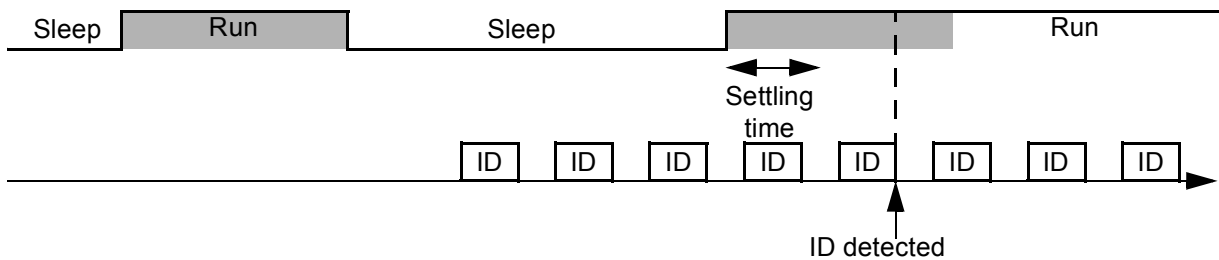 Sleep Run Sleep Run
Settling
time
ID ID ID ID ID ID ID ID
ID detected